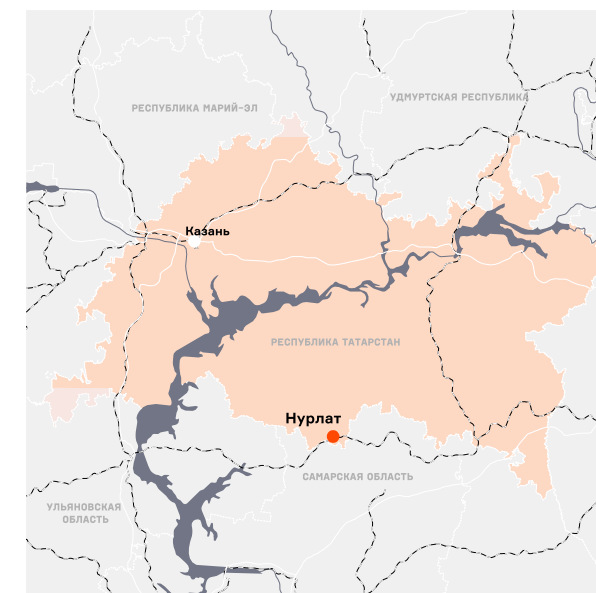 УДМУРТСКАЯ РЕСПУБЛИКА
РЕСПУБЛИКА МАРИЙ-ЭЛ
Казань
РЕСПУБЛИКА ТАТАРСТАН
Нурлат
САМАРСКАЯ ОБЛАСТЬ
УЛЬЯНОВСКАЯ
ОБЛАСТЬ